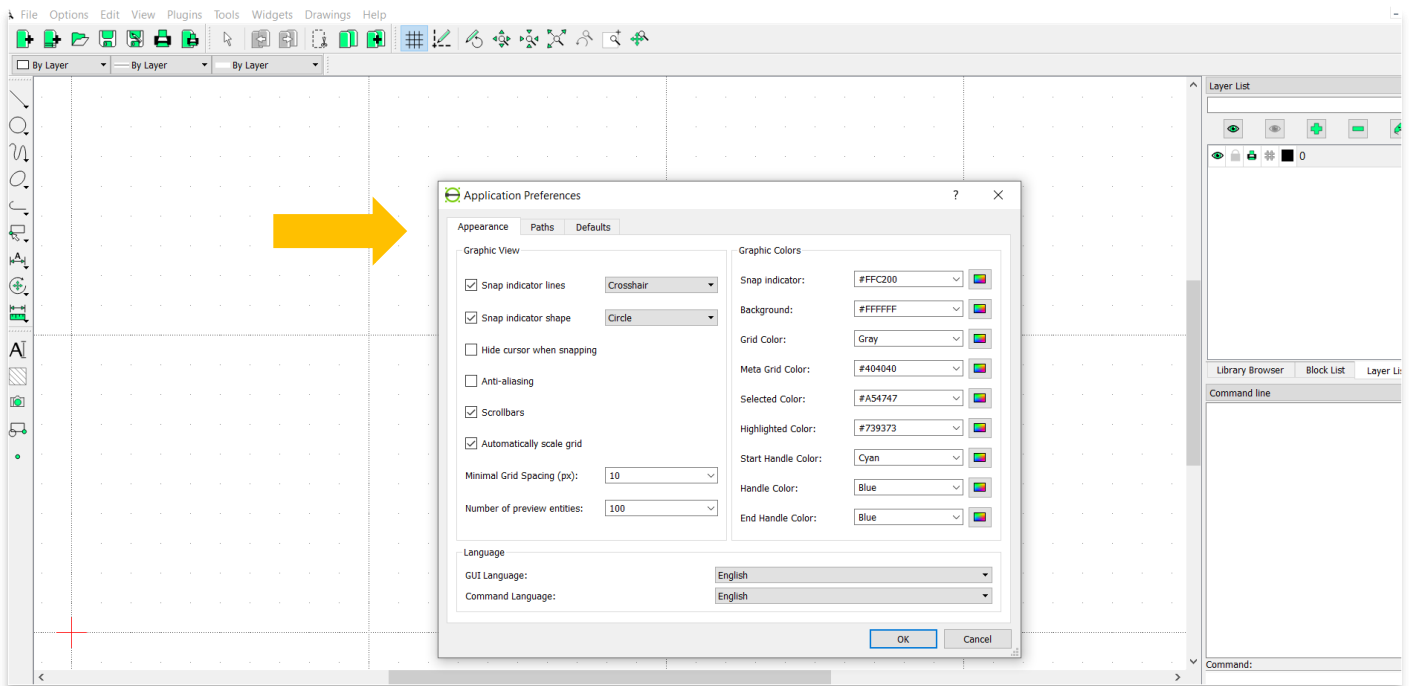 File Options Edit View Plugins Tools Widgets Drawings Help
By Layer By Layer By Layer
Layer List
0
Library Browser Block List Layer Li
Command line
Command:
Application Preferences ?
Appearance Paths Defaults
Graphic View
Snap indicator lines Crosshair
Snap indicator shape Circle
Hide cursor when snapping
Anti-aliasing
Scrollbars
Automatically scale grid
Minimal Grid Spacing (px): 10
Number of preview entities: 100
Graphic Colors
Snap indicator: #FFC200
Background: #FFFFFF
Grid Color: Gray
Meta Grid Color: #404040
Selected Color: #A54747
Highlighted Color: #739373
Start Handle Color: Cyan
Handle Color: Blue
End Handle Color: Blue
Language
GUI Language: English
Command Language: English
OK Cancel
AI